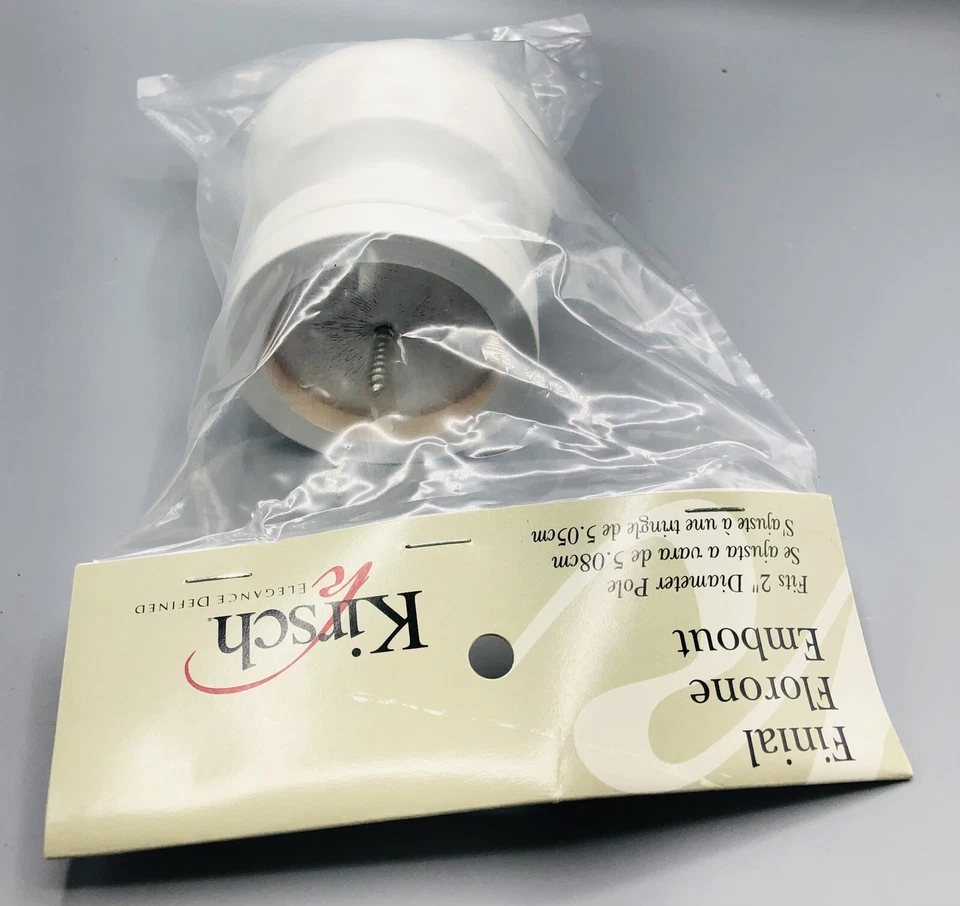 Finial
Florone
Embout
Fits 2" Diameter Pole
Se ajusta a vara de 5.08cm
S'ajuste à une tringle de 5.05cm
Kirsch
ELEGANCE DEFINED